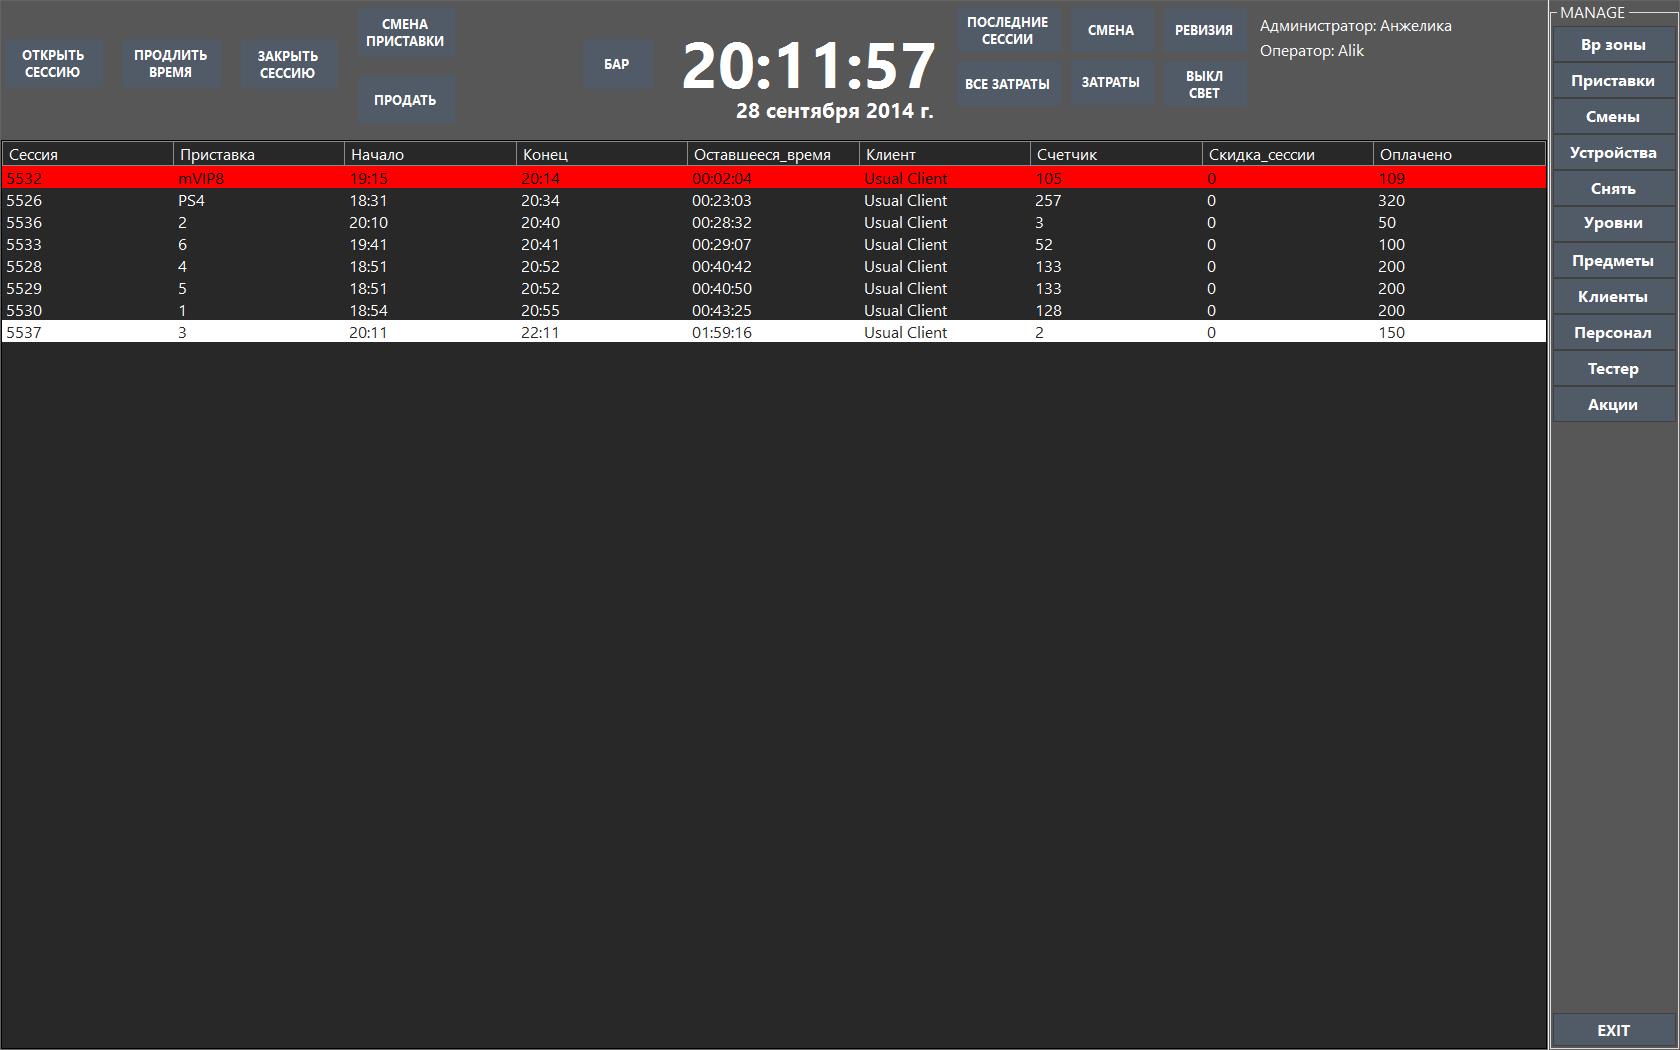 ОТКРЫТЬ
СЕССИЮ
ПРОДЛИТЬ
ВРЕМЯ
ЗАКРЫТЬ
СЕССИЮ
СМЕНА
ПРИСТАВКИ
ПРОДАТЬ
БАР
20:11:57
28 сентября 2014 г.
ПОСЛЕДНИЕ
СЕССИИ
СМЕНА
РЕВИЗИЯ
ВСЕ ЗАТРАТЫ
ЗАТРАТЫ
ВЫКЛ
СВЕТ
Администратор: Анжелика
Оператор: Alik
Сессия Приставка Начало Конец Оставшееся_время Клиент Счетчик Скидка_сессии Оплачено
5532 mVIP8 19:15 20:14 00:02:04 Usual Client 105 0 109
5526 PS4 18:31 20:34 00:23:03 Usual Client 257 0 320
5536 2 20:10 20:40 00:28:32 Usual Client 3 0 50
5533 6 19:41 20:41 00:29:07 Usual Client 52 0 100
5528 4 18:51 20:52 00:40:42 Usual Client 133 0 200
5529 5 18:51 20:52 00:40:50 Usual Client 133 0 200
5530 1 18:54 20:55 00:43:25 Usual Client 128 0 200
5537 3 20:11 22:11 01:59:16 Usual Client 2 0 150
MANAGE
Вр зоны
Приставки
Смены
Устройства
Снять
Уровни
Предметы
Клиенты
Персонал
Тестер
Акции
EXIT